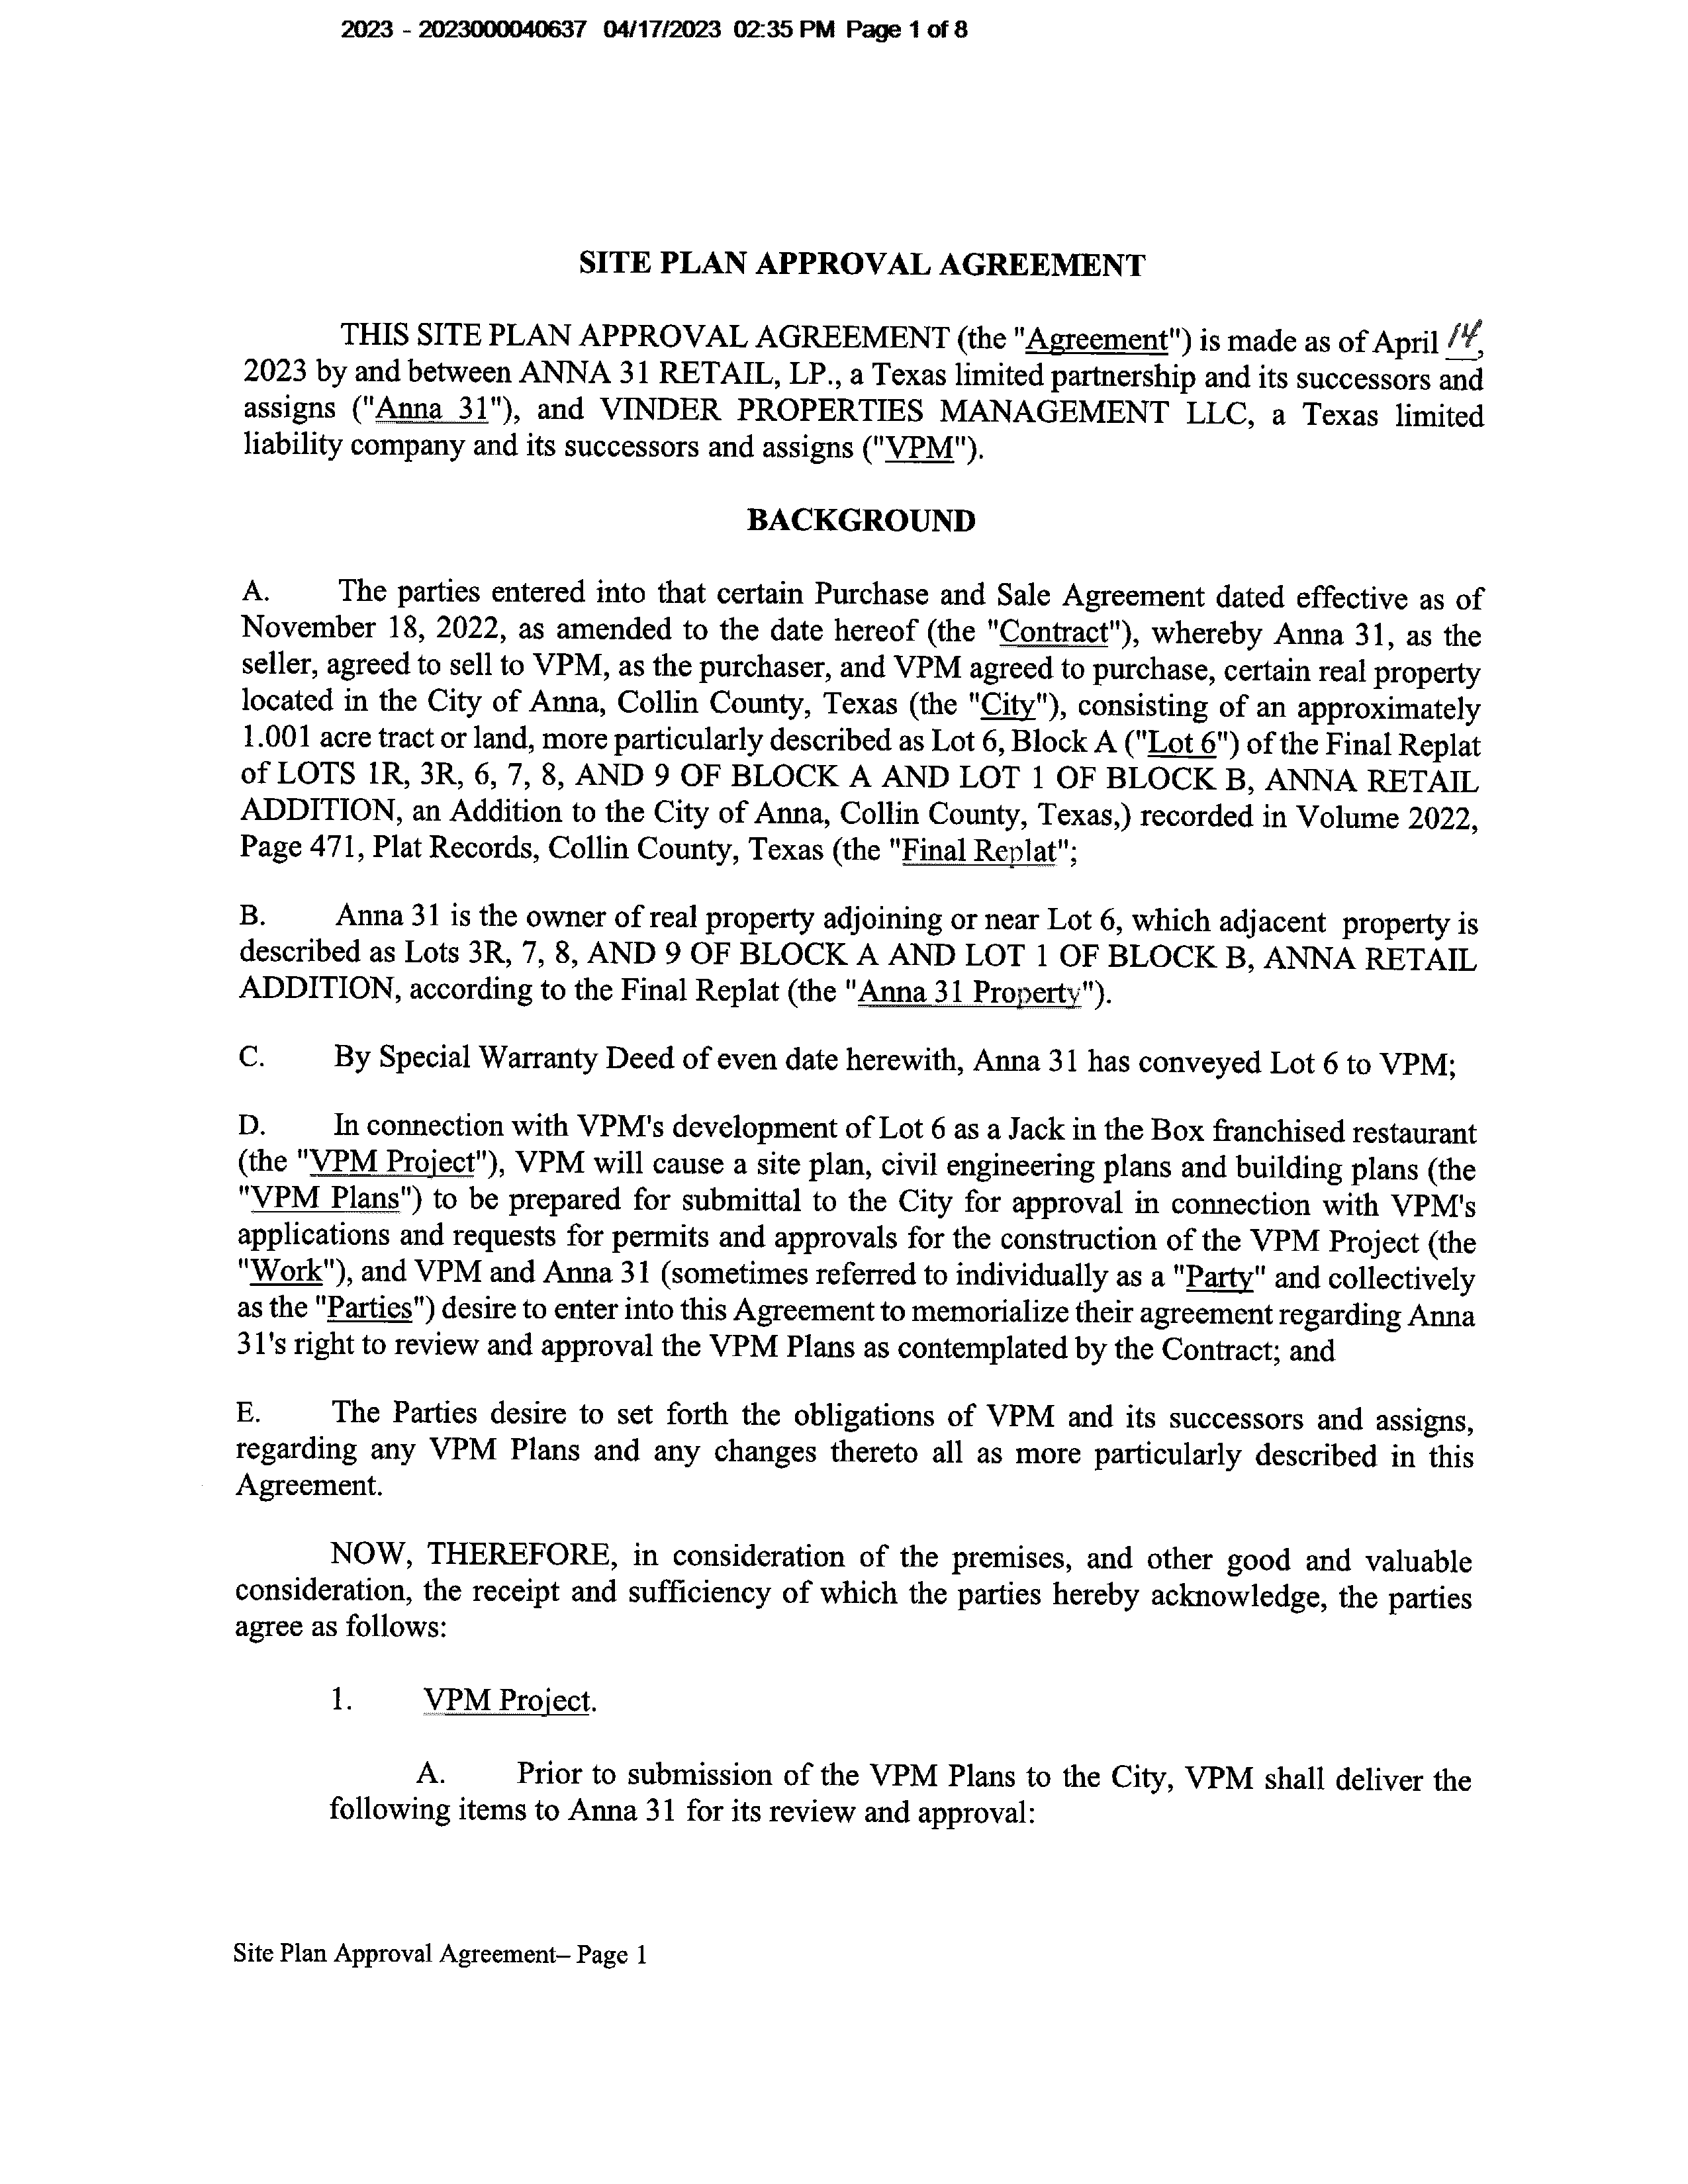 2023 - 2023000040637 04/17/2023 02:35 PM Page 1 of 8
SITE PLAN APPROVAL AGREEMENT
THIS SITE PLAN APPROVAL AGREEMENT (the "Agreement") is made as of April 14,
2023 by and between ANNA 31 RETAIL, LP., a Texas limited partnership and its successors and
assigns ("Anna 31"), and VINDER PROPERTIES MANAGEMENT LLC, a Texas limited
liability company and its successors and assigns ("VPM").
BACKGROUND
A. The parties entered into that certain Purchase and Sale Agreement dated effective as of
November 18, 2022, as amended to the date hereof (the "Contract"), whereby Anna 31, as the
seller, agreed to sell to VPM, as the purchaser, and VPM agreed to purchase, certain real property
located in the City of Anna, Collin County, Texas (the "City"), consisting of an approximately
1.001 acre tract or land, more particularly described as Lot 6, Block A ("Lot 6") of the Final Replat
of LOTS 1R, 3R, 6, 7, 8, AND 9 OF BLOCK A AND LOT 1 OF BLOCK B, ANNA RETAIL
ADDITION, an Addition to the City of Anna, Collin County, Texas,) recorded in Volume 2022,
Page 471, Plat Records, Collin County, Texas (the "Final Replat";
B. Anna 31 is the owner of real property adjoining or near Lot 6, which adjacent property is
described as Lots 3R, 7, 8, AND 9 OF BLOCK A AND LOT 1 OF BLOCK B, ANNA RETAIL
ADDITION, according to the Final Replat (the "Anna 31 Property").
C. By Special Warranty Deed of even date herewith, Anna 31 has conveyed Lot 6 to VPM;
D. In connection with VPM's development of Lot 6 as a Jack in the Box franchised restaurant
(the "VPM Project"), VPM will cause a site plan, civil engineering plans and building plans (the
"VPM Plans") to be prepared for submittal to the City for approval in connection with VPM's
applications and requests for permits and approvals for the construction of the VPM Project (the
"Work"), and VPM and Anna 31 (sometimes referred to individually as a "Party" and collectively
as the "Parties") desire to enter into this Agreement to memorialize their agreement regarding Anna
31's right to review and approval the VPM Plans as contemplated by the Contract; and
E. The Parties desire to set forth the obligations of VPM and its successors and assigns,
regarding any VPM Plans and any changes thereto all as more particularly described in this
Agreement.
NOW, THEREFORE, in consideration of the premises, and other good and valuable
consideration, the receipt and sufficiency of which the parties hereby acknowledge, the parties
agree as follows:
1. VPM Project.
A. Prior to submission of the VPM Plans to the City, VPM shall deliver the
following items to Anna 31 for its review and approval:
Site Plan Approval Agreement– Page 1